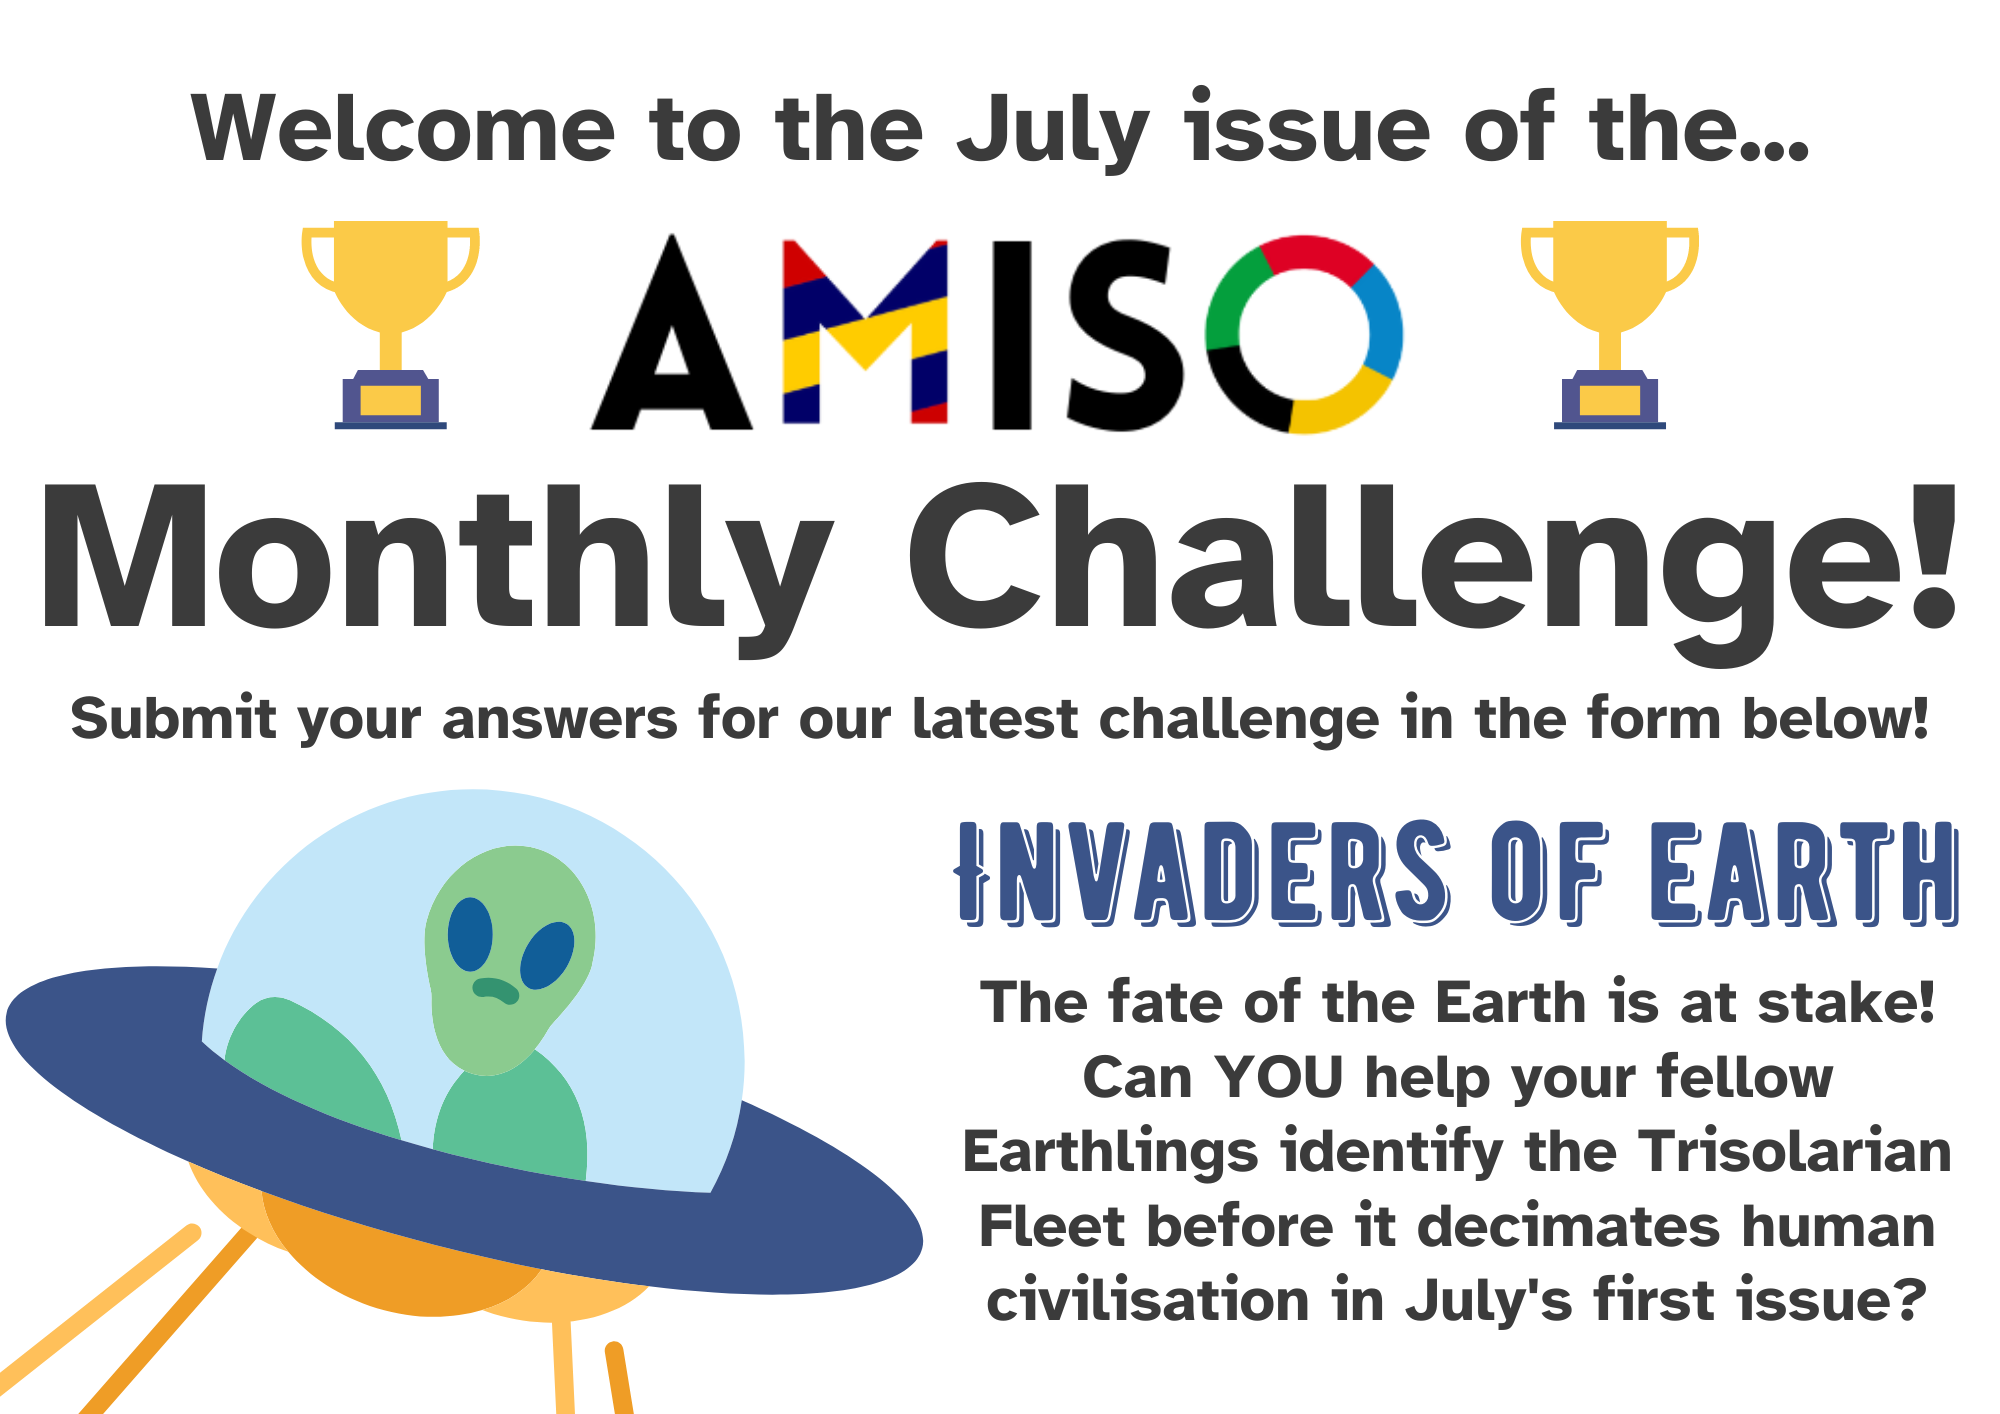 Welcome to the July issue of the...
AMISO
Monthly Challenge!
Submit your answers for our latest challenge in the form below!
INVADERS OF EARTH
The fate of the Earth is at stake!
Can YOU help your fellow
Earthlings identify the Trisolarian
Fleet before it decimates human
civilisation in July's first issue?